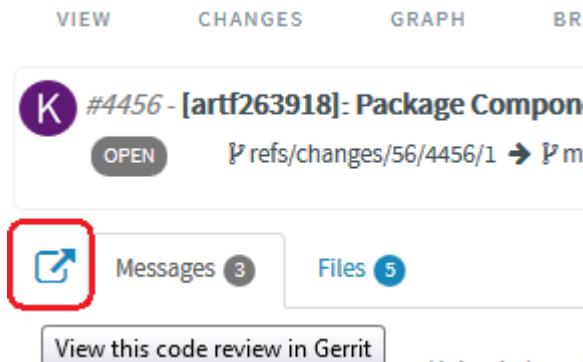 VIEW CHANGES GRAPH BR
K #4456 - [artf263918]: Package Compon
OPEN refs/changes/56/4456/1 → m
Messages 3 Files 5
View this code review in Gerrit